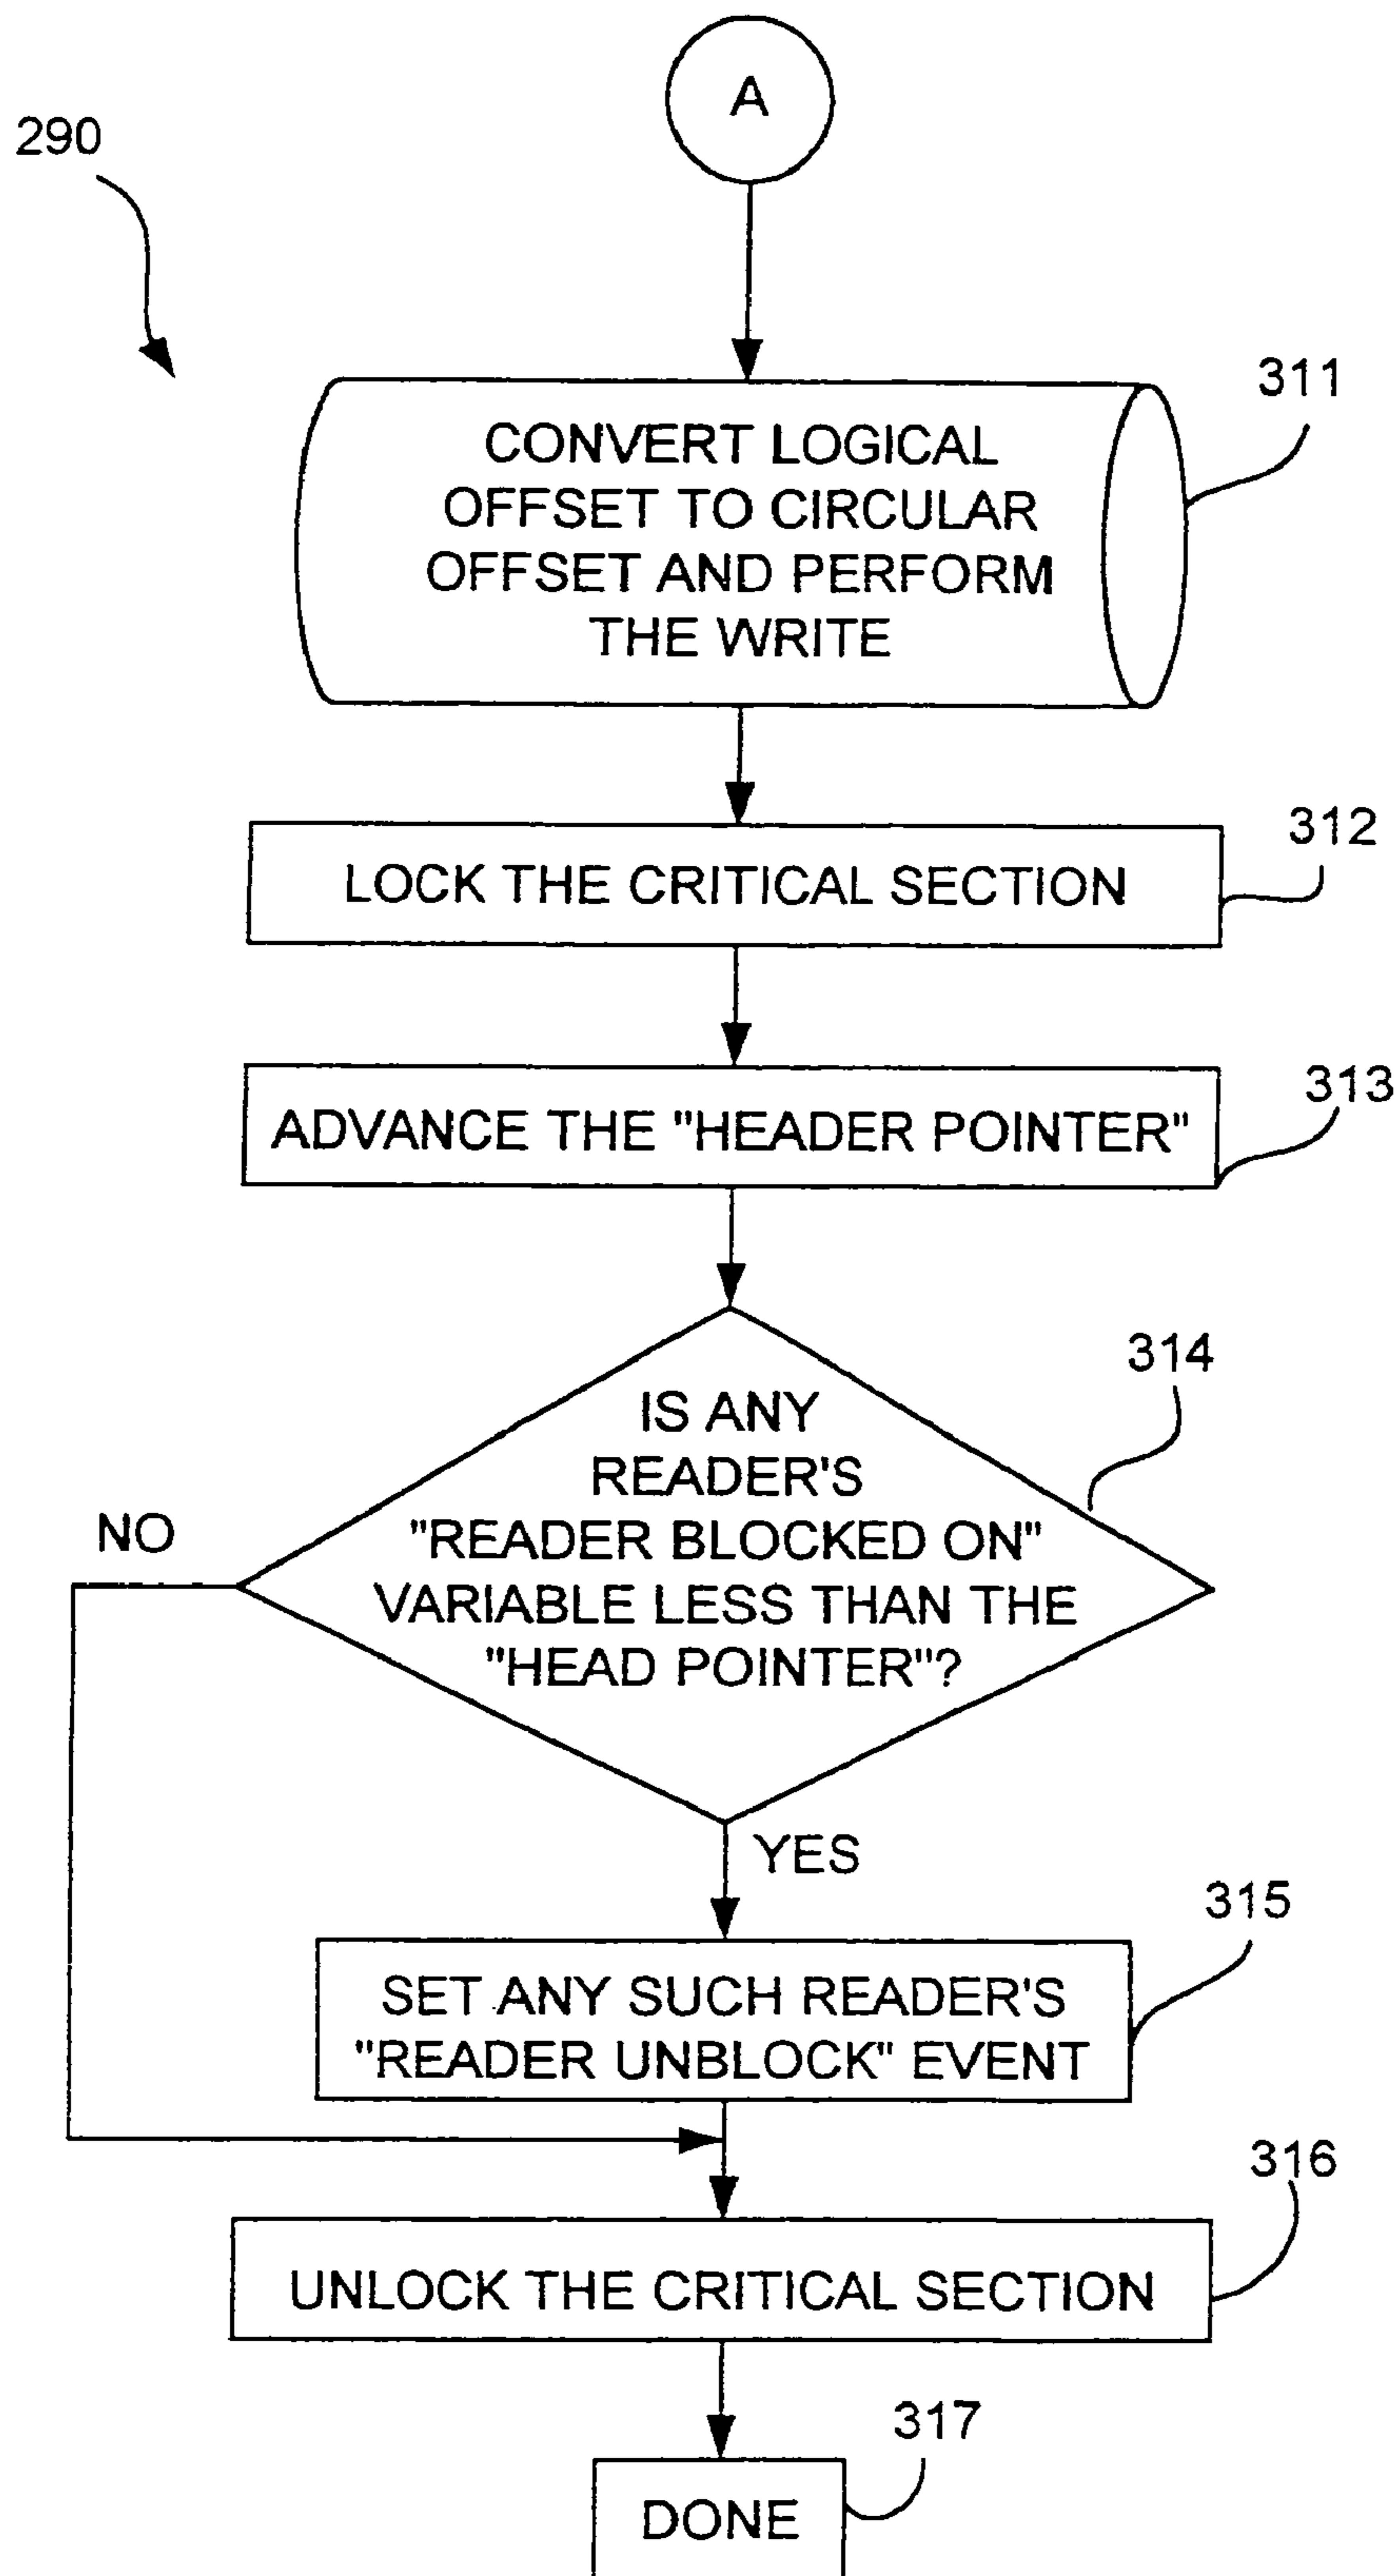 A
290
311
CONVERT LOGICAL
OFFSET TO CIRCULAR
OFFSET AND PERFORM
THE WRITE
312
LOCK THE CRITICAL SECTION
313
ADVANCE THE "HEADER POINTER"
314
IS ANY
READER'S
"READER BLOCKED ON"
VARIABLE LESS THAN THE
"HEAD POINTER"?
NO
YES
315
SET ANY SUCH READER'S
"READER UNBLOCK" EVENT
316
UNLOCK THE CRITICAL SECTION
317
DONE